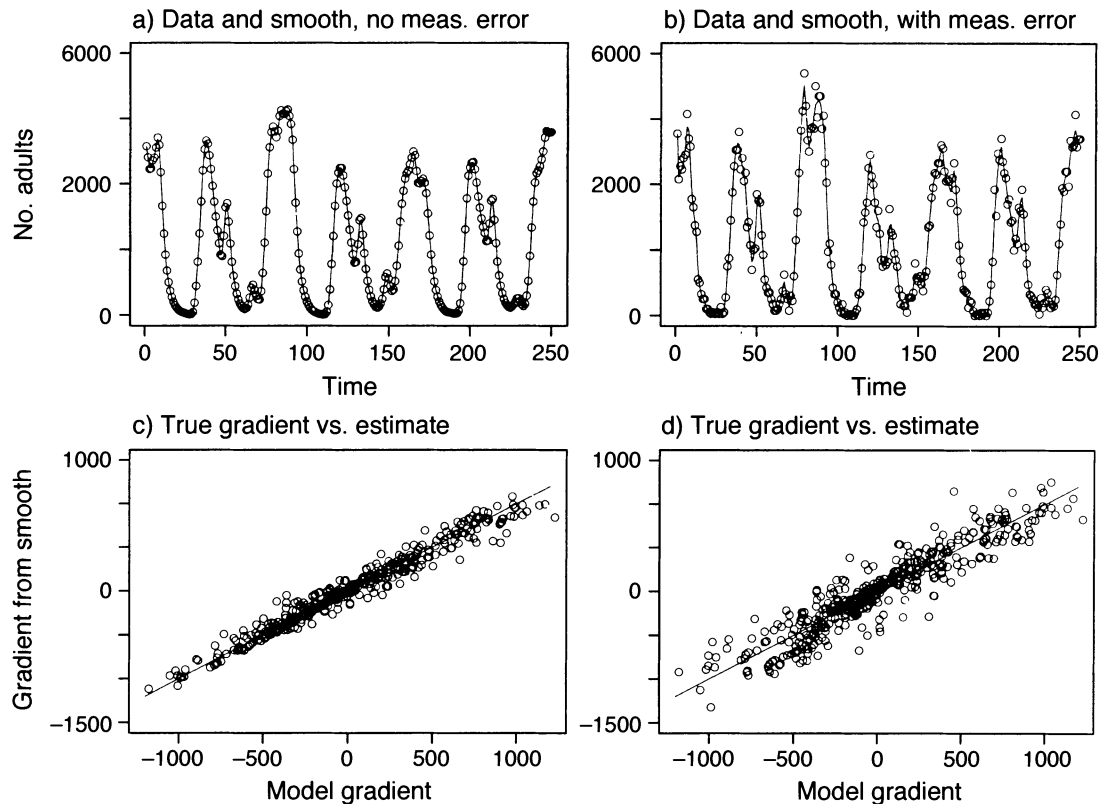 a) Data and smooth, no meas. error
b) Data and smooth, with meas. error
No. adults
6000
2000
0
0 50 100 150 200 250
Time
6000
2000
0
0 50 100 150 200 250
Time
c) True gradient vs. estimate
d) True gradient vs. estimate
Gradient from smooth
1000
0
−1500
−1000 −500 0 500 1000
Model gradient
1000
0
−1500
−1000 −500 0 500 1000
Model gradient